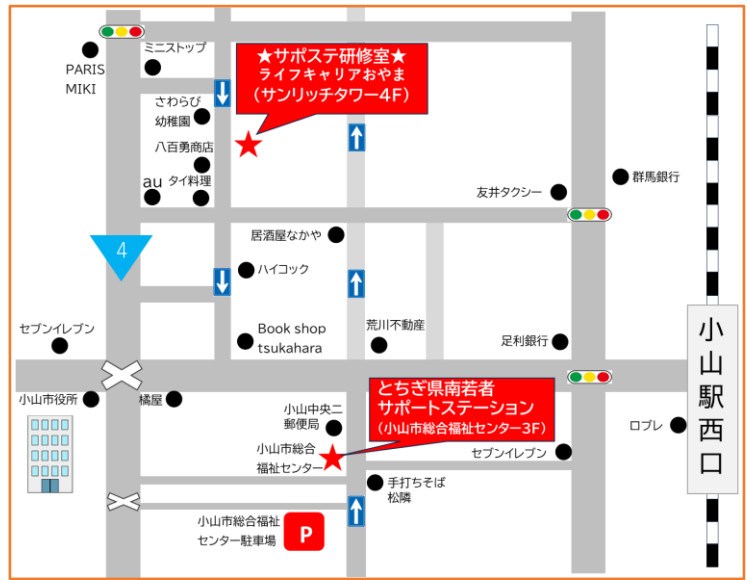 ミニストップ
PARIS
MIKI
★サポステ研修室★
ライフキャリアおやま
(サンリッチタワー4F)
さわらび
幼稚園
八百勇商店
au
タイ料理
友井タクシー
群馬銀行
4
居酒屋なかや
ハイコック
セブンイレブン
Book shop
tsukahara
荒川不動産
足利銀行
小山駅西口
小山市役所
橘屋
とちぎ県南若者
サポートステーション
(小山市総合福祉センター3F)
小山中央二
郵便局
小山市総合
福祉センター
セブンイレブン
ロブレ
手打ちそば
松隣
小山市総合福祉
センター駐車場
P